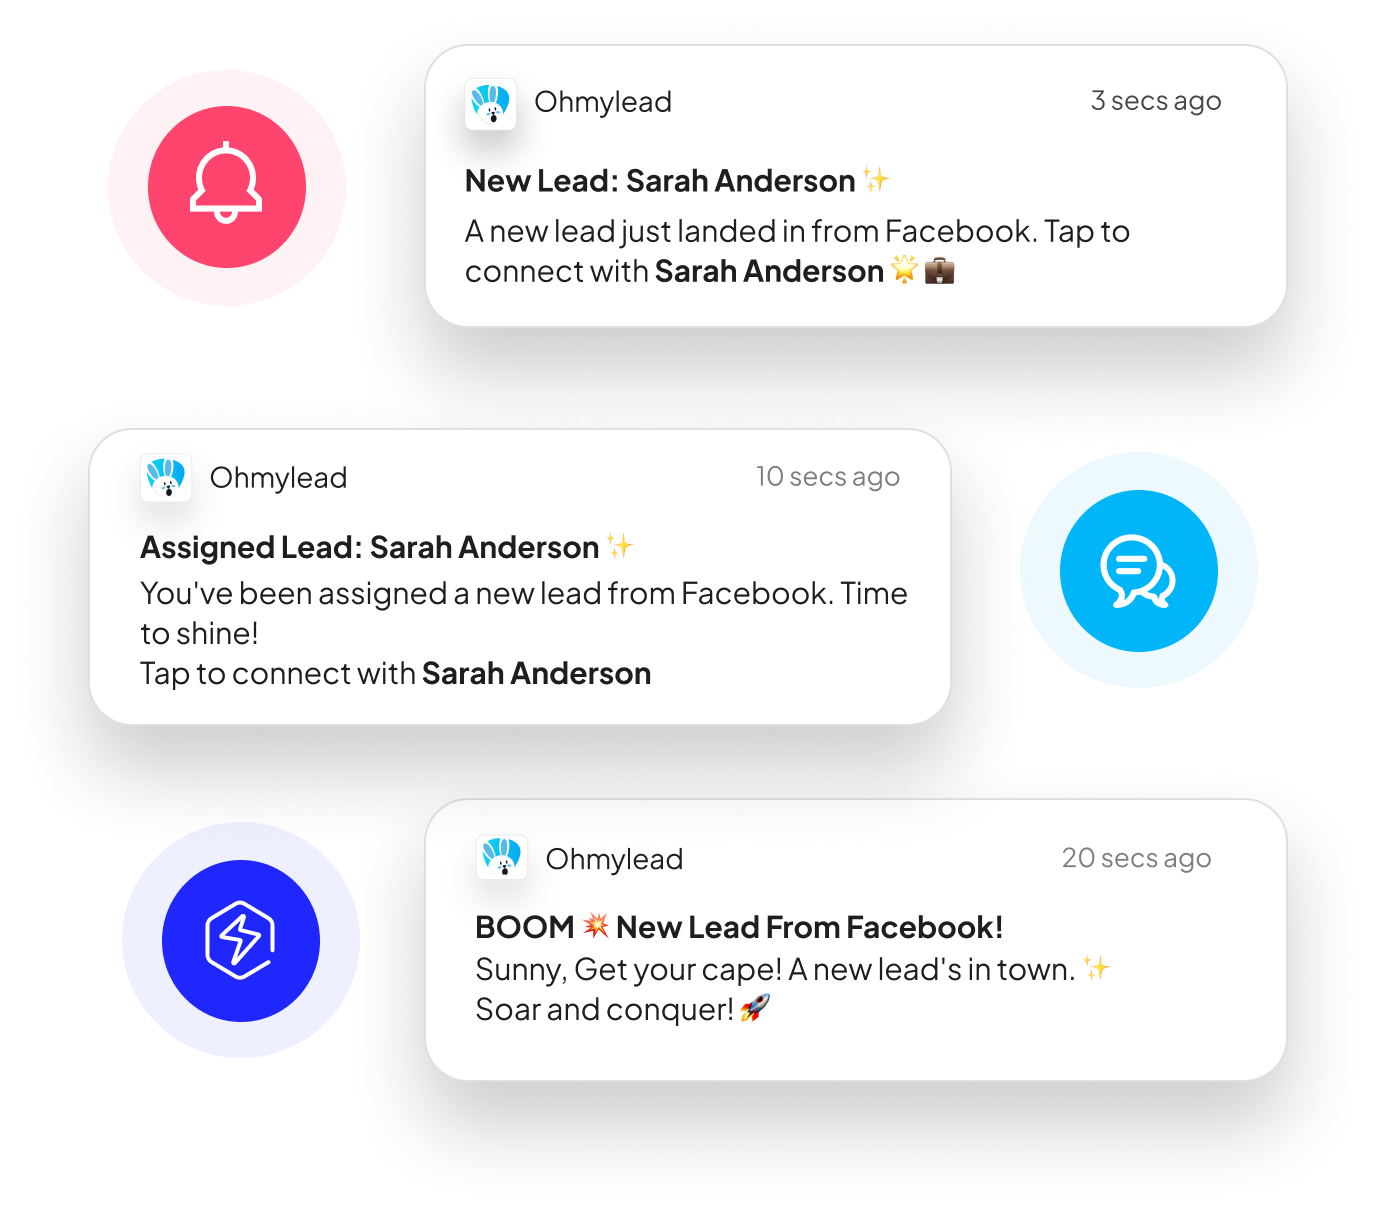 Ohmylead 3 secs ago
New Lead: Sarah Anderson ✨
A new lead just landed in from Facebook. Tap to
connect with Sarah Anderson 🌟 💼
Ohmylead 10 secs ago
Assigned Lead: Sarah Anderson ✨
You've been assigned a new lead from Facebook. Time
to shine!
Tap to connect with Sarah Anderson
Ohmylead 20 secs ago
BOOM 💥 New Lead From Facebook!
Sunny, Get your cape! A new lead's in town. ✨
Soar and conquer! 🚀